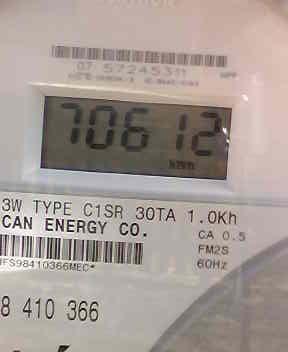 07 57245311
70612
kWh
3W TYPE C1SR 30TA 1.0Kh
CAN ENERGY CO.
CA 0.5
FM2S
60Hz
IFS98410366MEC*
8 410 366